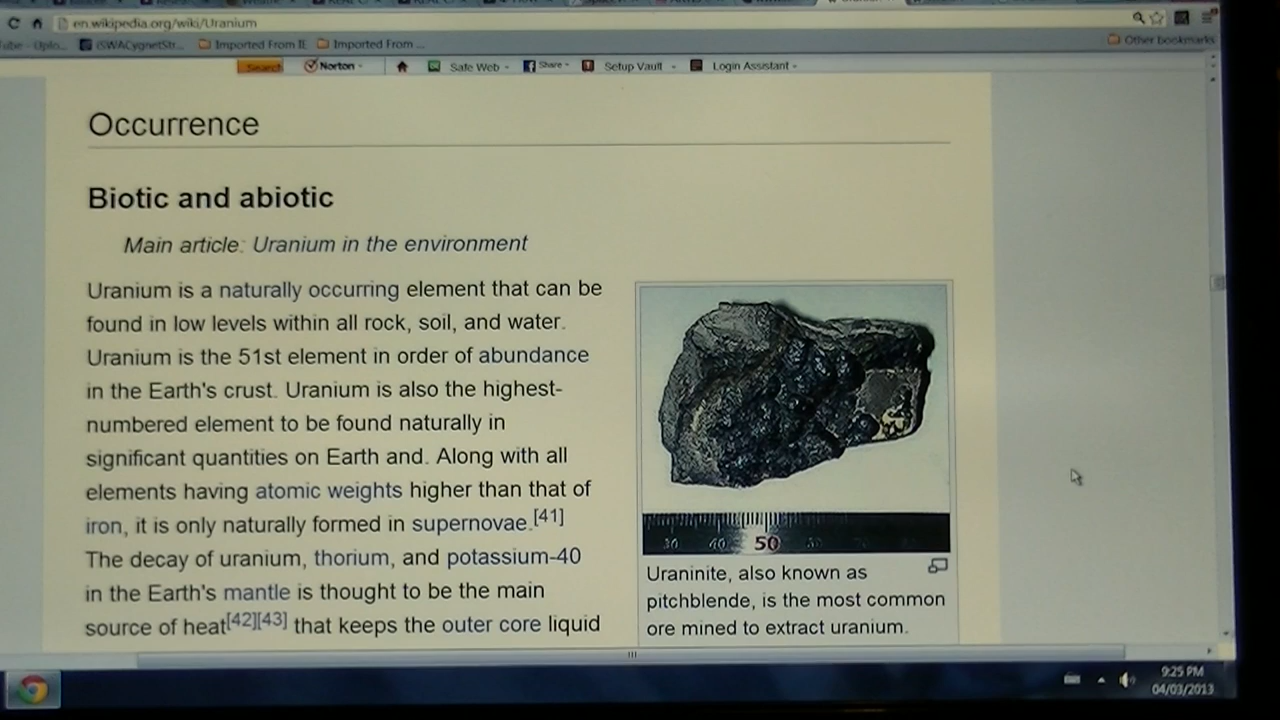 en.wikipedia.org/wiki/Uranium
iSWACygnetStr... Imported From IE Imported From ... Other bookmarks
Search Norton Safe Web Share Setup Vault Login Assistant
Occurrence
Biotic and abiotic
Main article: Uranium in the environment
Uranium is a naturally occurring element that can be
found in low levels within all rock, soil, and water.
Uranium is the 51st element in order of abundance
in the Earth's crust. Uranium is also the highest-
numbered element to be found naturally in
significant quantities on Earth and. Along with all
elements having atomic weights higher than that of
iron, it is only naturally formed in supernovae.[41]
The decay of uranium, thorium, and potassium-40
in the Earth's mantle is thought to be the main
source of heat[42][43] that keeps the outer core liquid
30 40 50
Uraninite, also known as
pitchblende, is the most common
ore mined to extract uranium.
9:25 PM
04/03/2013